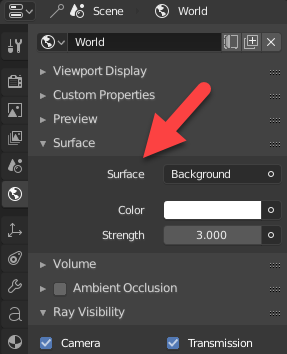 Scene > World
World
Viewport Display
Custom Properties
Preview
Surface
Surface Background
Color
Strength 3.000
Volume
Ambient Occlusion
Ray Visibility
Camera Transmission